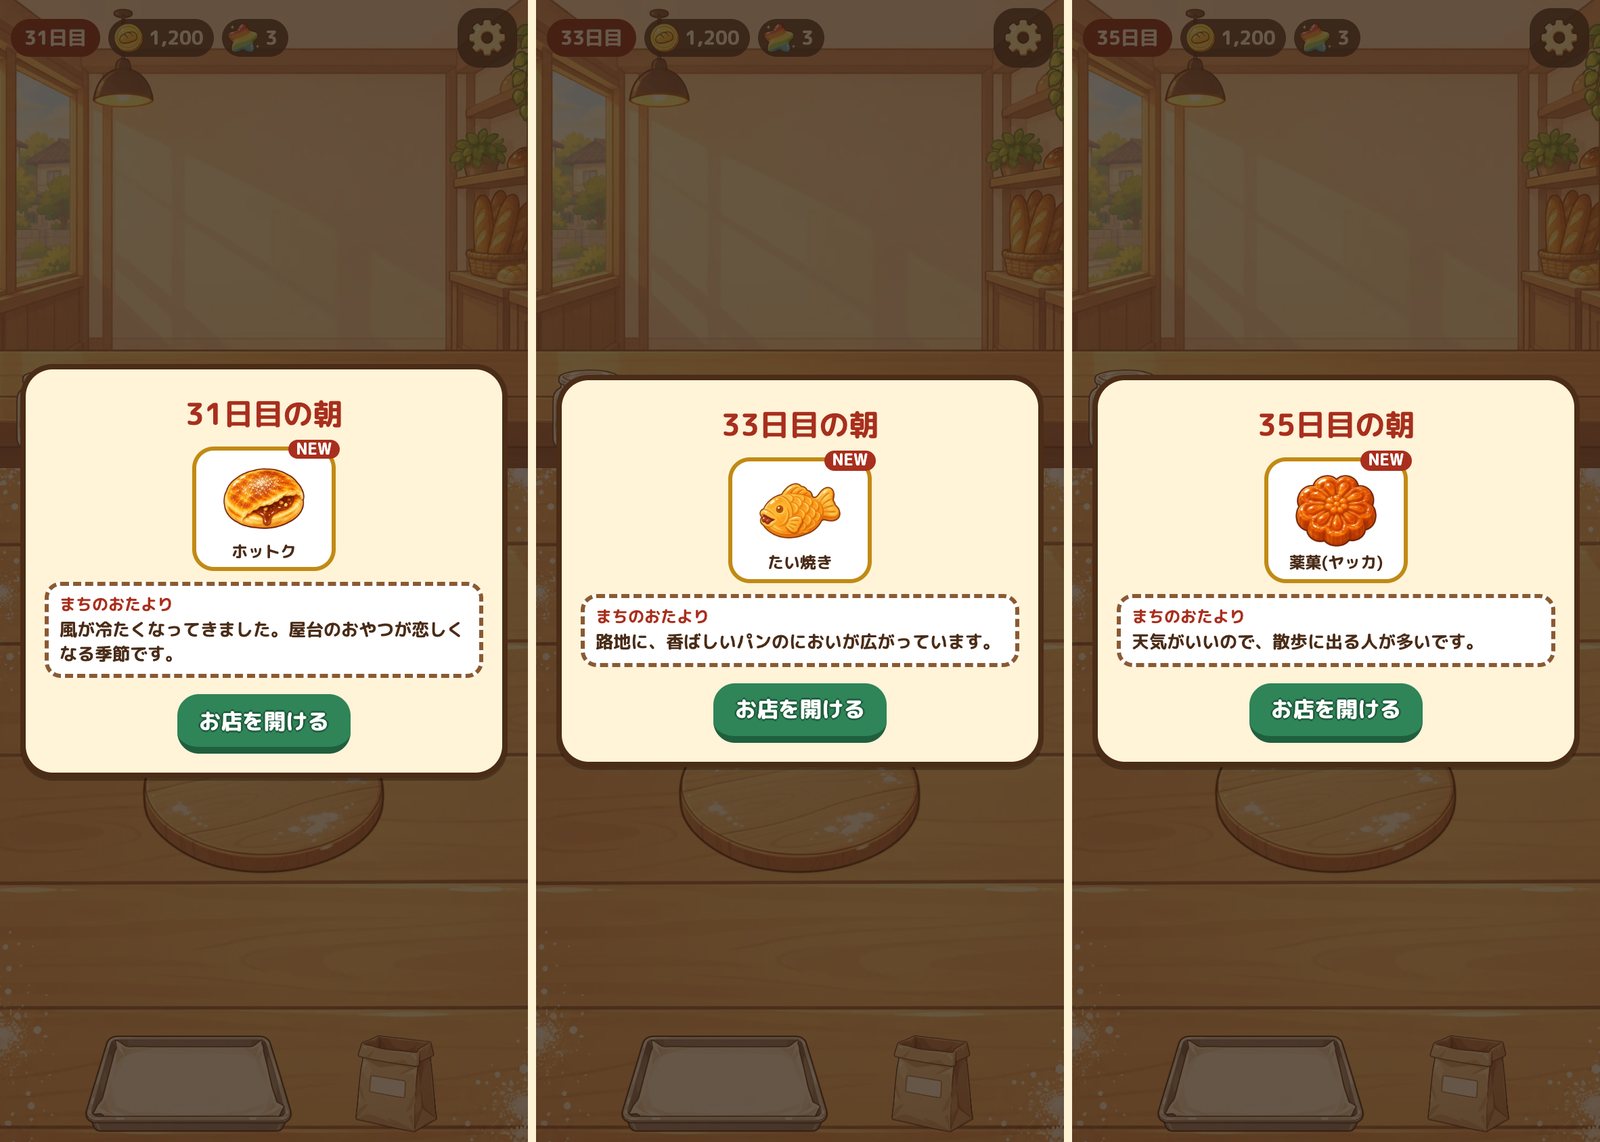 31日目
1,200
3
31日目の朝
NEW
ホットク
まちのおたより
風が冷たくなってきました。屋台のおやつが恋しく
なる季節です。
お店を開ける
33日目
1,200
3
33日目の朝
NEW
たい焼き
まちのおたより
路地に、香ばしいパンのにおいが広がっています。
お店を開ける
35日目
1,200
3
35日目の朝
NEW
薬菓(ヤッカ)
まちのおたより
天気がいいので、散歩に出る人が多いです。
お店を開ける